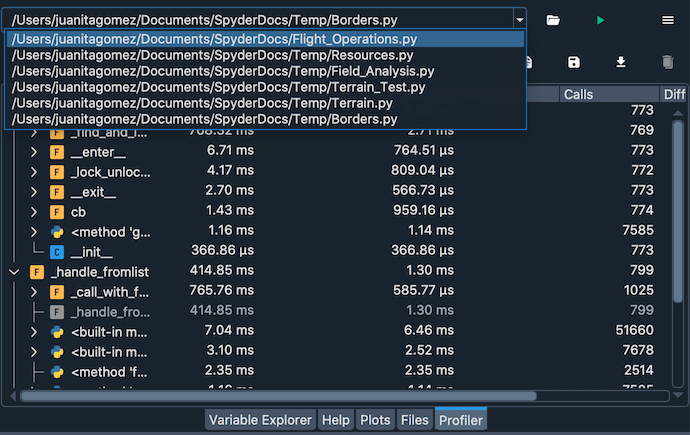 /Users/juanitagomez/Documents/SpyderDocs/Temp/Borders.py
/Users/juanitagomez/Documents/SpyderDocs/Flight_Operations.py
/Users/juanitagomez/Documents/SpyderDocs/Temp/Resources.py
/Users/juanitagomez/Documents/SpyderDocs/Temp/Field_Analysis.py
/Users/juanitagomez/Documents/SpyderDocs/Temp/Terrain_Test.py
/Users/juanitagomez/Documents/SpyderDocs/Temp/Terrain.py
/Users/juanitagomez/Documents/SpyderDocs/Temp/Borders.py
Calls Diff
773
F _find_and_l... 708.32 ms 2.71 ms 769
F __enter__ 6.71 ms 764.51 µs 773
F _lock_unloc... 4.17 ms 809.04 µs 772
F __exit__ 2.70 ms 566.73 µs 773
F cb 1.43 ms 959.16 µs 774
<method 'g... 1.16 ms 1.14 ms 7585
C __init__ 366.86 µs 366.86 µs 773
F _handle_fromlist 414.85 ms 1.30 ms 799
F _call_with_f... 765.76 ms 585.77 µs 1025
F _handle_fro... 414.85 ms 1.30 ms 799
<built-in m... 7.04 ms 6.46 ms 51660
<built-in m... 3.10 ms 2.52 ms 7678
<method 'f... 2.35 ms 2.35 ms 2514
Variable Explorer Help Plots Files Profiler